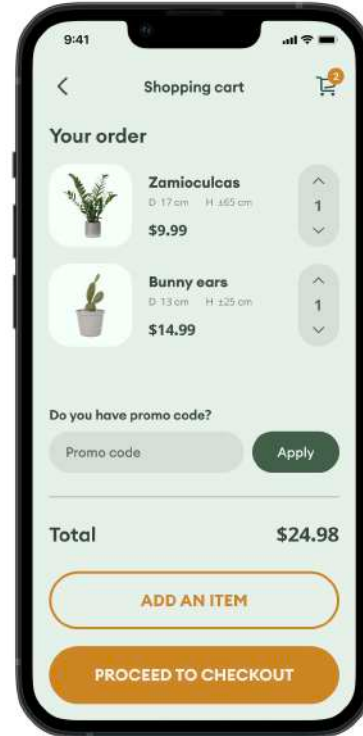 9:41
Shopping cart
2
Your order
Zamioculcas
D 17 cm H ±65 cm
$9.99
1
Bunny ears
D 13 cm H ±25 cm
$14.99
1
Do you have promo code?
Promo code
Apply
Total
$24.98
ADD AN ITEM
PROCEED TO CHECKOUT